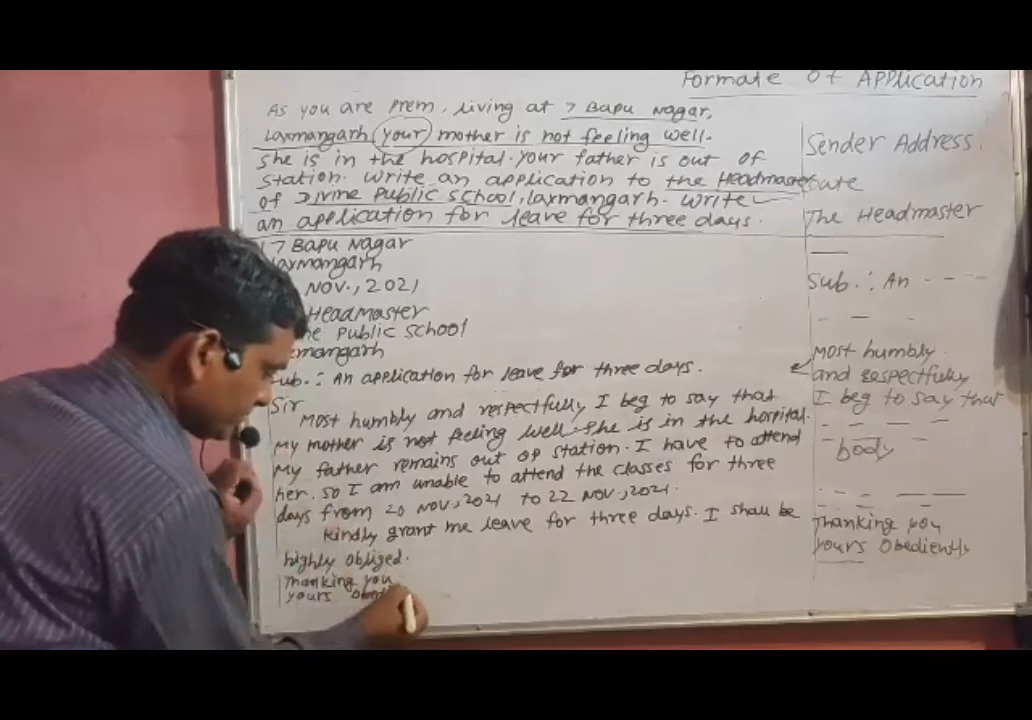 Formate Of Application
As you are Prem, living at 7 Bapu Nagar,
Laxmangarh your mother is not feeling well.
She is in the hospital. Your father is out of
station. Write an application to the Headmaster
of Divine Public School, Laxmangarh. Write
an application for leave for three days.
7 Bapu Nagar
Laxmangarh
Nov., 2021
Headmaster
Public School
Sub.: An application for leave for three days.
Sir
Most humbly and respectfully I beg to say that
My mother is not feeling well. She is in the hospital.
My father remains out of station. I have to attend
her. So I am unable to attend the classes for three
days from 20 Nov., 2021 to 22 Nov., 2021.
Kindly grant me leave for three days. I shall be
highly obliged.
Thanking you
Yours
Sender Address
Date
The Headmaster
Sub.: An - - - -
Most humbly
and respectfully
I beg to say that
body
Thanking you
Yours Obediently